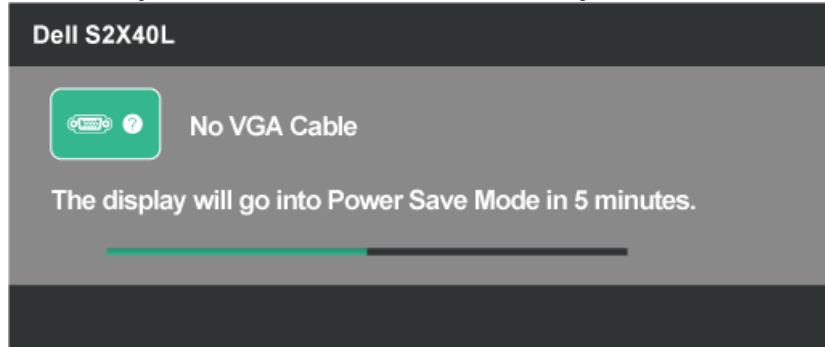 Dell S2X40L
No VGA Cable
The display will go into Power Save Mode in 5 minutes.